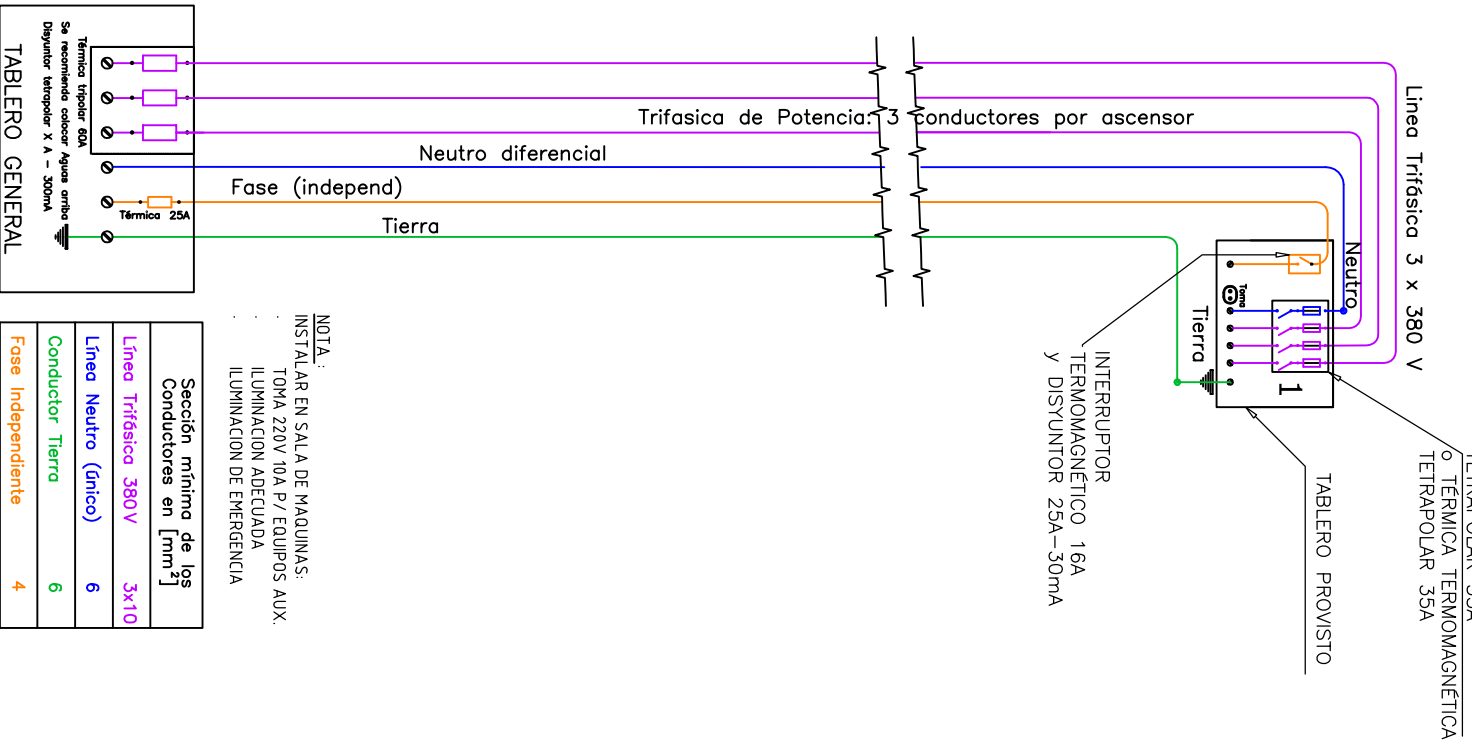 Linea Trifásica 3 x 380 V
Trifasica de Potencia: 3 conductores por ascensor
Neutro diferencial
Fase (independ)
Tierra
Térmica tripolar 60A
Se recomienda colocar Aguas arriba
Disyuntor tetrapolar X A - 300mA
Térmica 25A
TABLERO GENERAL
Neutro
Toma
Tierra
1
o TÉRMICA TERMOMAGNÉTICA
TETRAPOLAR 35A
TABLERO PROVISTO
INTERRUPTOR
TERMOMAGNÉTICO 16A
y DISYUNTOR 25A-30mA
NOTA :
INSTALAR EN SALA DE MAQUINAS:
. TOMA 220V 10A P/ EQUIPOS AUX.
. ILUMINACION ADECUADA
. ILUMINACION DE EMERGENCIA
Sección mínima de los
Conductores en [mm²]
Línea Trifásica 380V 3x10
Línea Neutro (único) 6
Conductor Tierra 6
Fase Independiente 4